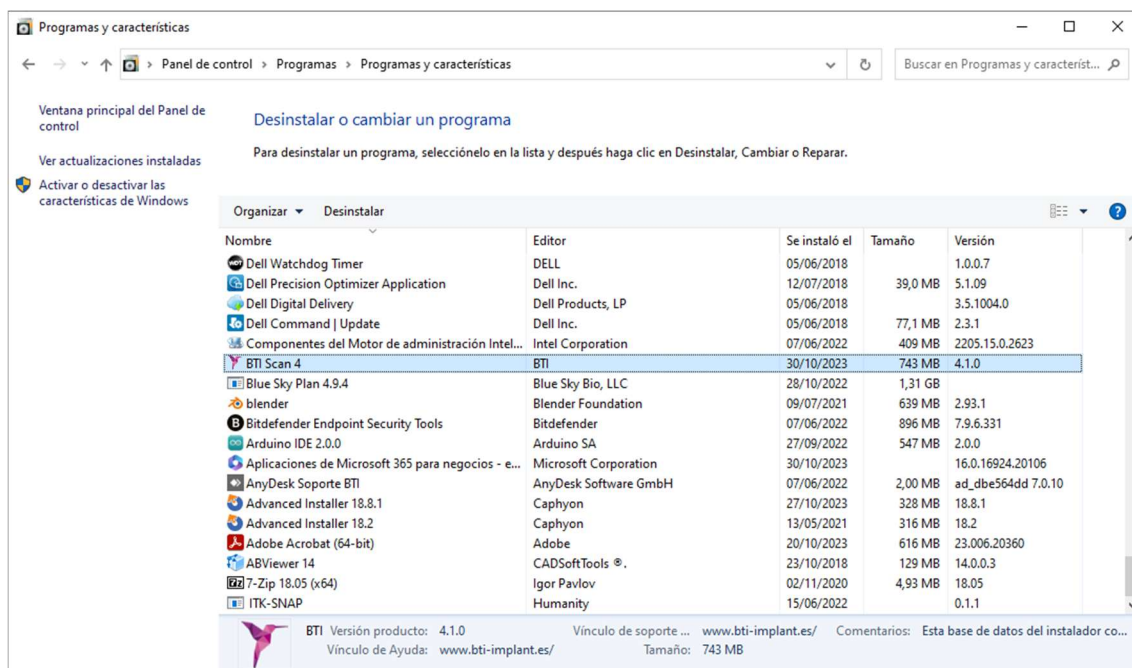 Programas y características
Panel de control > Programas > Programas y características
Buscar en Programas y característ...
Ventana principal del Panel de
control
Ver actualizaciones instaladas
Activar o desactivar las
características de Windows
Desinstalar o cambiar un programa
Para desinstalar un programa, selecciónelo en la lista y después haga clic en Desinstalar, Cambiar o Reparar.
Organizar Desinstalar
Nombre Editor Se instaló el Tamaño Versión
Dell Watchdog Timer DELL 05/06/2018 1.0.0.7
Dell Precision Optimizer Application Dell Inc. 12/07/2018 39,0 MB 5.1.09
Dell Digital Delivery Dell Products, LP 05/06/2018 3.5.1004.0
Dell Command | Update Dell Inc. 05/06/2018 77,1 MB 2.3.1
Componentes del Motor de administración Intel... Intel Corporation 07/06/2022 409 MB 2205.15.0.2623
BTI Scan 4 BTI 30/10/2023 743 MB 4.1.0
Blue Sky Plan 4.9.4 Blue Sky Bio, LLC 28/10/2022 1,31 GB
blender Blender Foundation 09/07/2021 639 MB 2.93.1
Bitdefender Endpoint Security Tools Bitdefender 07/06/2022 896 MB 7.9.6.331
Arduino IDE 2.0.0 Arduino SA 27/09/2022 547 MB 2.0.0
Aplicaciones de Microsoft 365 para negocios - e... Microsoft Corporation 30/10/2023 16.0.16924.20106
AnyDesk Soporte BTI AnyDesk Software GmbH 07/06/2022 2,00 MB ad_dbe564dd 7.0.10
Advanced Installer 18.8.1 Caphyon 27/10/2023 328 MB 18.8.1
Advanced Installer 18.2 Caphyon 13/05/2021 316 MB 18.2
Adobe Acrobat (64-bit) Adobe 20/10/2023 616 MB 23.006.20360
ABViewer 14 CADSoftTools ®. 23/10/2018 129 MB 14.0.0.3
7-Zip 18.05 (x64) Igor Pavlov 02/11/2020 4,93 MB 18.05
ITK-SNAP Humanity 15/06/2022 0.1.1
BTI Versión producto: 4.1.0 Vínculo de soporte ... www.bti-implant.es/ Comentarios: Esta base de datos del instalador co...
Vínculo de Ayuda: www.bti-implant.es/ Tamaño: 743 MB